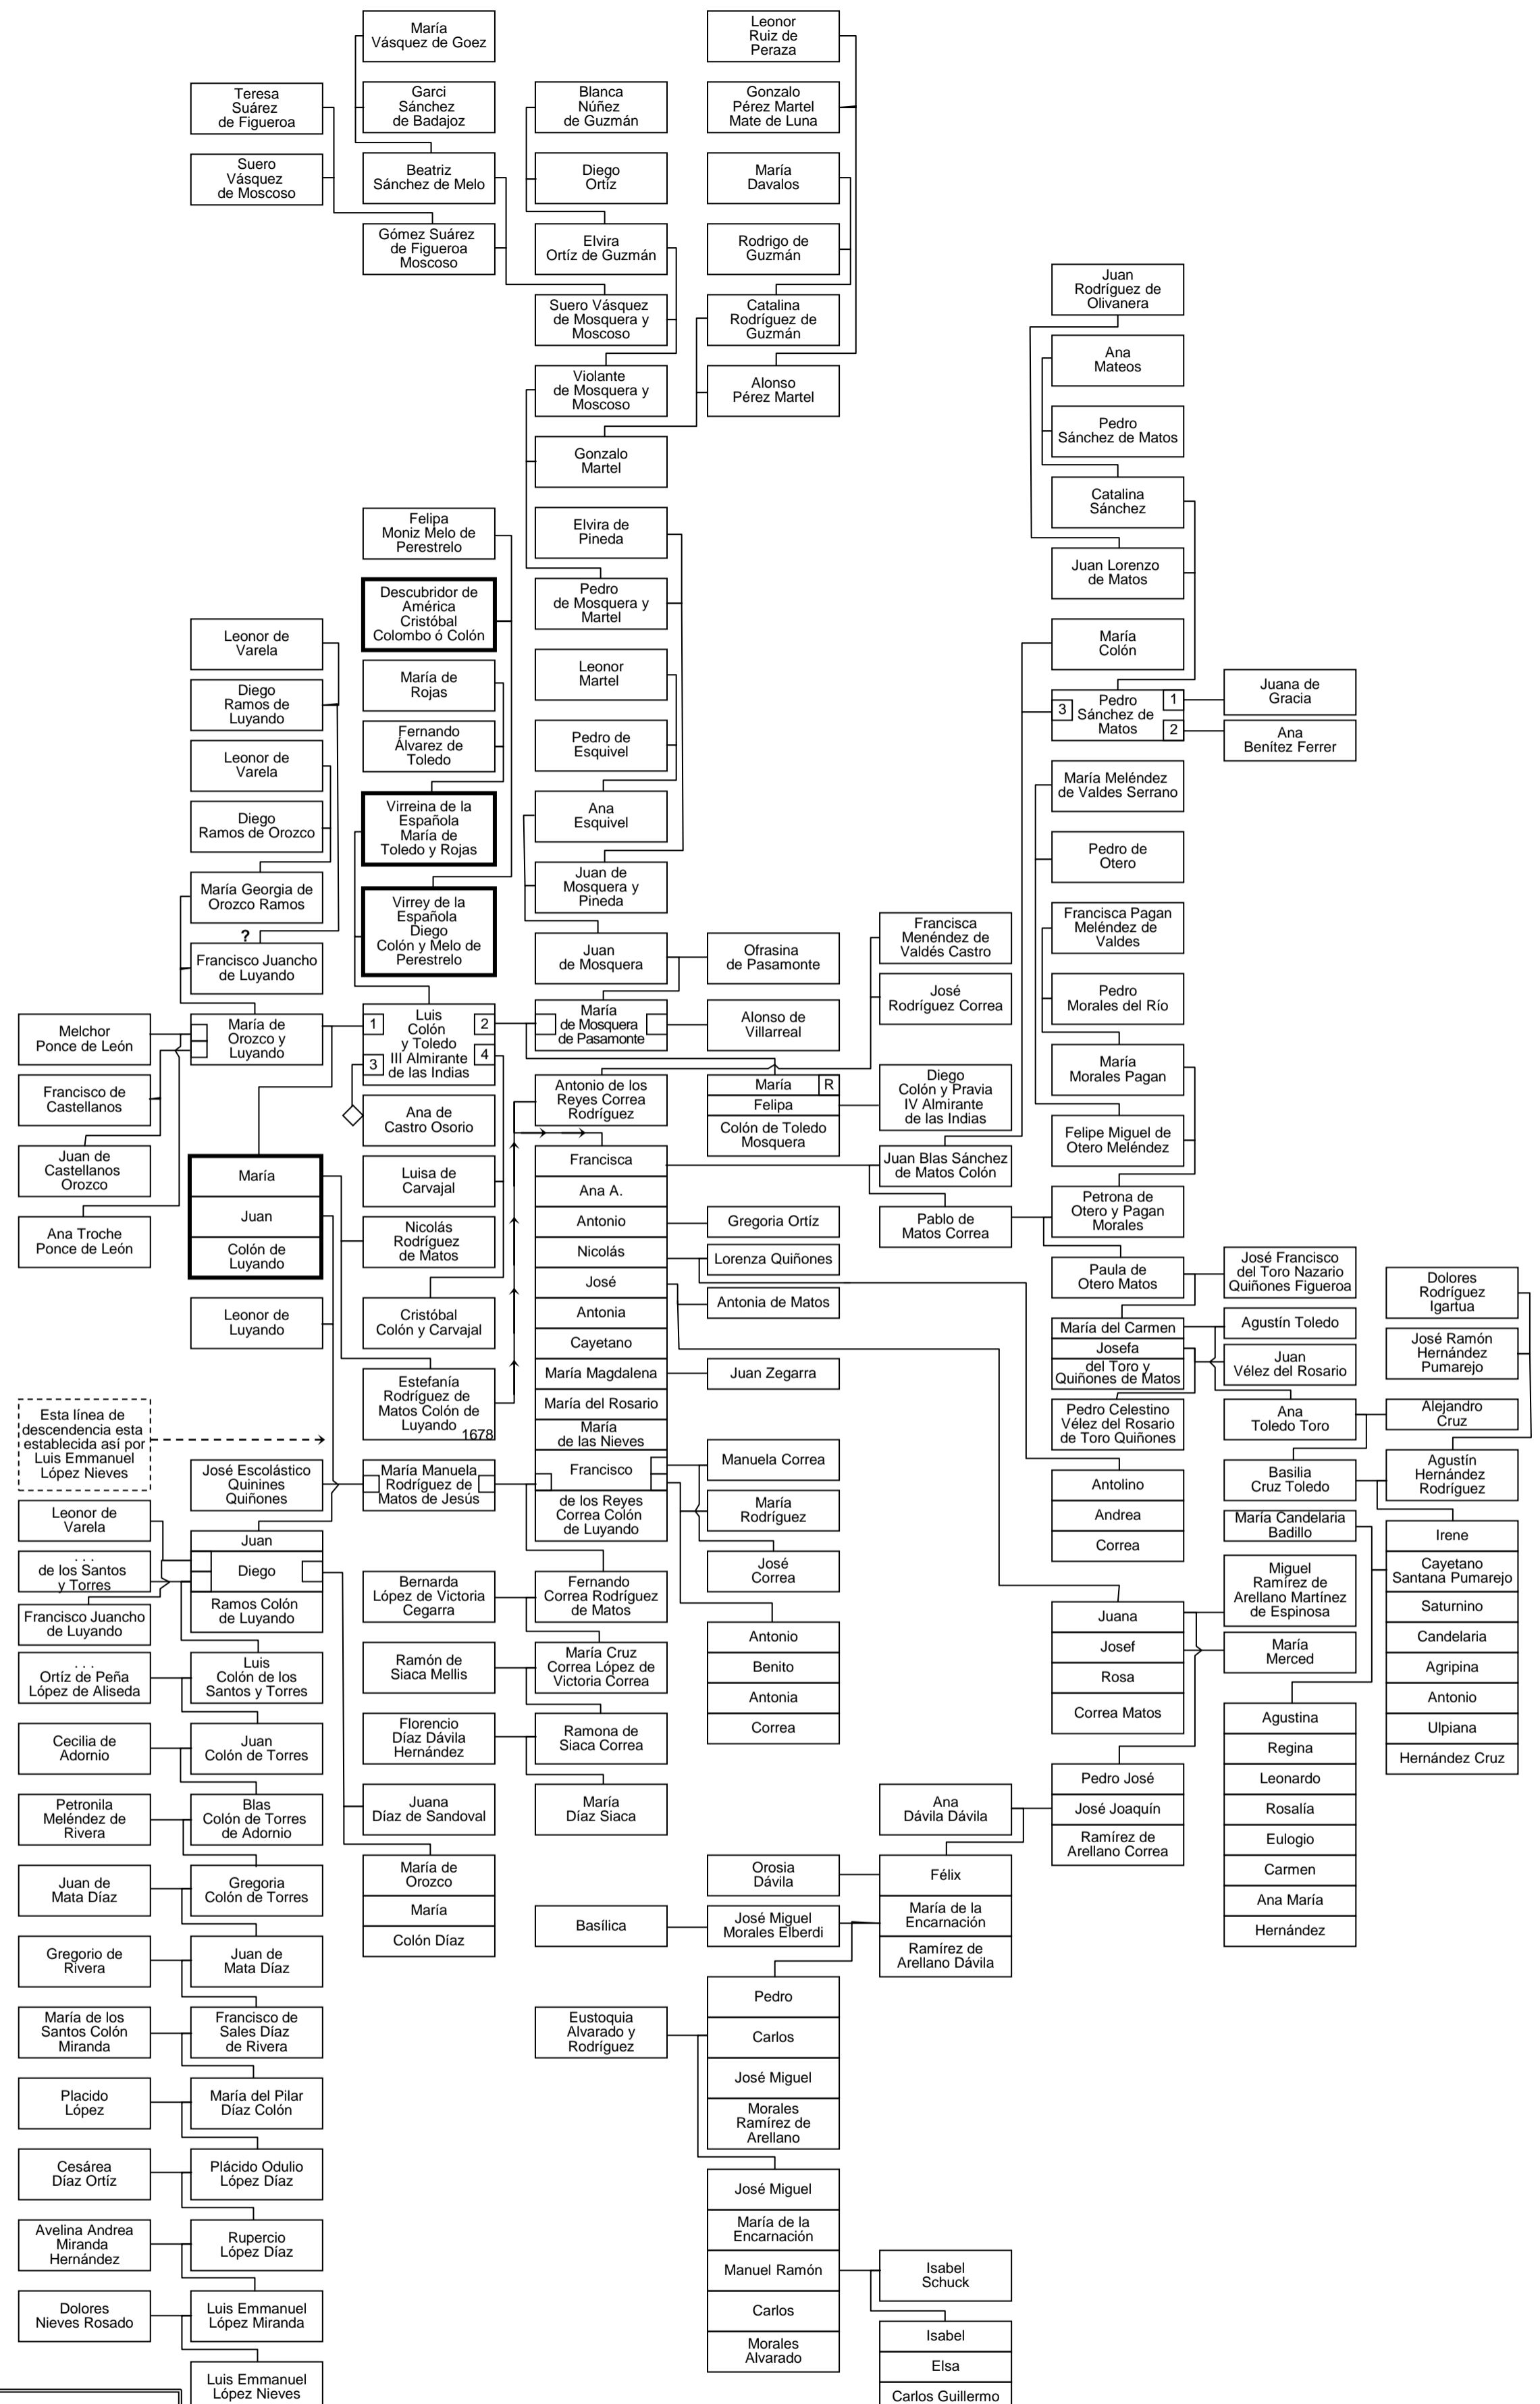 María
Vásquez de Goez
Leonor
Ruiz de
Peraza
Teresa
Suárez
de Figueroa
Garci
Sánchez
de Badajoz
Blanca
Núñez
de Guzmán
Gonzalo
Pérez Martel
Mate de Luna
Suero
Vásquez
de Moscoso
Beatriz
Sánchez de Melo
Diego
Ortíz
María
Davalos
Gómez Suárez
de Figueroa
Moscoso
Elvira
Ortíz de Guzmán
Rodrigo de
Guzmán
Juan
Rodríguez de
Olivanera
Suero Vásquez
de Mosquera y
Moscoso
Catalina
Rodríguez de
Guzmán
Ana
Mateos
Violante
de Mosquera y
Moscoso
Alonso
Pérez Martel
Pedro
Sánchez de Matos
Gonzalo
Martel
Catalina
Sánchez
Felipa
Moniz Melo de
Perestrelo
Elvira de
Pineda
Juan Lorenzo
de Matos
Descubridor de
América
Cristóbal
Colombo ó Colón
Pedro
de Mosquera y
Martel
Leonor de
Varela
María
Colón
María de
Rojas
Leonor
Martel
Diego
Ramos de
Luyando
Pedro
Sánchez de
Matos
1
2
3
Juana de
Gracia
Ana
Benítez Ferrer
Fernando
Álvarez de
Toledo
Pedro de
Esquivel
Leonor de
Varela
María Meléndez
de Valdes Serrano
Virreina de la
Española
María de
Toledo y Rojas
Ana
Esquivel
Diego
Ramos de Orozco
Pedro de
Otero
María Georgia de
Orozco Ramos
Virrey de la
Española
Diego
Colón y Melo de
Perestrelo
Juan de
Mosquera y
Pineda
Francisca Pagan
Meléndez de
Valdes
?
Francisco Juancho
de Luyando
Juan
de Mosquera
Ofrasina
de Pasamonte
Francisca
Menéndez de
Valdés Castro
José
Rodríguez Correa
Pedro
Morales del Río
Melchor
Ponce de León
María de
Orozco y
Luyando
1
2
3
4
Luis
Colón
y Toledo
III Almirante
de las Indias
María
de Mosquera
de Pasamonte
Alonso de
Villarreal
María
Morales Pagan
Francisco de
Castellanos
Ana de
Castro Osorio
Antonio de los
Reyes Correa
Rodríguez
María
R
Felipa
Colón de Toledo
Mosquera
Diego
Colón y Pravia
IV Almirante
de las Indias
Felipe Miguel de
Otero Meléndez
Juan de
Castellanos
Orozco
María
Juan
Colón de
Luyando
Luisa de
Carvajal
Francisca
Ana A.
Antonio
Nicolás
José
Antonia
Cayetano
María Magdalena
María del Rosario
María
de las Nieves
Francisco
de los Reyes
Correa Colón
de Luyando
Juan Blas Sánchez
de Matos Colón
Petrona de
Otero y Pagan
Morales
Ana Troche
Ponce de León
Nicolás
Rodríguez
de Matos
Gregoria Ortíz
Pablo de
Matos Correa
Lorenza Quiñones
Paula de
Otero Matos
José Francisco
del Toro Nazario
Quiñones Figueroa
Dolores
Rodríguez
Igartua
Leonor de
Luyando
Cristóbal
Colón y Carvajal
Antonia de Matos
María del Carmen
Josefa
del Toro y
Quiñones de Matos
Agustín Toledo
Juan
Vélez del Rosario
José Ramón
Hernández
Pumarejo
Estefanía
Rodríguez de
Matos Colón de
Luyando
1678
Juan Zegarra
Pedro Celestino
Vélez del Rosario
de Toro Quiñones
Ana
Toledo Toro
Alejandro
Cruz
Esta línea de
descendencia esta
establecida así por
Luis Emmanuel
López Nieves
José Escolástico
Quinines
Quiñones
María Manuela
Rodríguez de
Matos de Jesús
Manuela Correa
María
Rodríguez
José
Correa
Antolino
Andrea
Correa
Basilia
Cruz Toledo
Agustín
Hernández
Rodríguez
María Candelaria
Badillo
Leonor de
Varela
. . .
de los Santos
y Torres
Juan
Diego
Ramos Colón
de Luyando
Francisco Juancho
de Luyando
Bernarda
López de Victoria
Cegarra
Fernando
Correa Rodríguez
de Matos
Antonio
Benito
Antonia
Correa
Juana
Josef
Rosa
Correa Matos
Miguel
Ramírez de
Arellano Martínez
de Espinosa
María
Merced
Irene
Cayetano
Santana Pumarejo
Saturnino
Candelaria
Agripina
Antonio
Ulpiana
Hernández Cruz
. . .
Ortíz de Peña
López de Aliseda
Luis
Colón de los
Santos y Torres
Ramón de
Siaca Mellis
María Cruz
Correa López de
Victoria Correa
Agustina
Regina
Leonardo
Rosalía
Eulogio
Carmen
Ana María
Hernández
Cecilia de
Adornio
Juan
Colón de Torres
Florencio
Díaz Dávila
Hernández
Ramona de
Siaca Correa
Petronila
Meléndez de
Rivera
Blas
Colón de Torres
de Adornio
Juana
Díaz de Sandoval
María
Díaz Siaca
Ana
Dávila Dávila
Pedro José
José Joaquín
Ramírez de
Arellano Correa
Juan de
Mata Díaz
Gregoria
Colón de Torres
María de
Orozco
María
Colón Díaz
Orosia
Dávila
Félix
María de la
Encarnación
Ramírez de
Arellano Dávila
Basílica
José Miguel
Morales Elberdi
Gregorio de
Rivera
Juan de
Mata Díaz
Pedro
Carlos
José Miguel
Morales
Ramírez de
Arellano
María de los
Santos Colón
Miranda
Francisco de
Sales Díaz
de Rivera
Eustoquia
Alvarado y
Rodríguez
Placido
López
María del Pilar
Díaz Colón
Cesárea
Díaz Ortíz
Plácido Odulio
López Díaz
José Miguel
María de la
Encarnación
Manuel Ramón
Carlos
Morales
Alvarado
Avelina Andrea
Miranda
Hernández
Rupercio
López Díaz
Isabel
Schuck
Dolores
Nieves Rosado
Luis Emmanuel
López Miranda
Isabel
Elsa
Carlos Guillermo
Luis Emmanuel
López Nieves